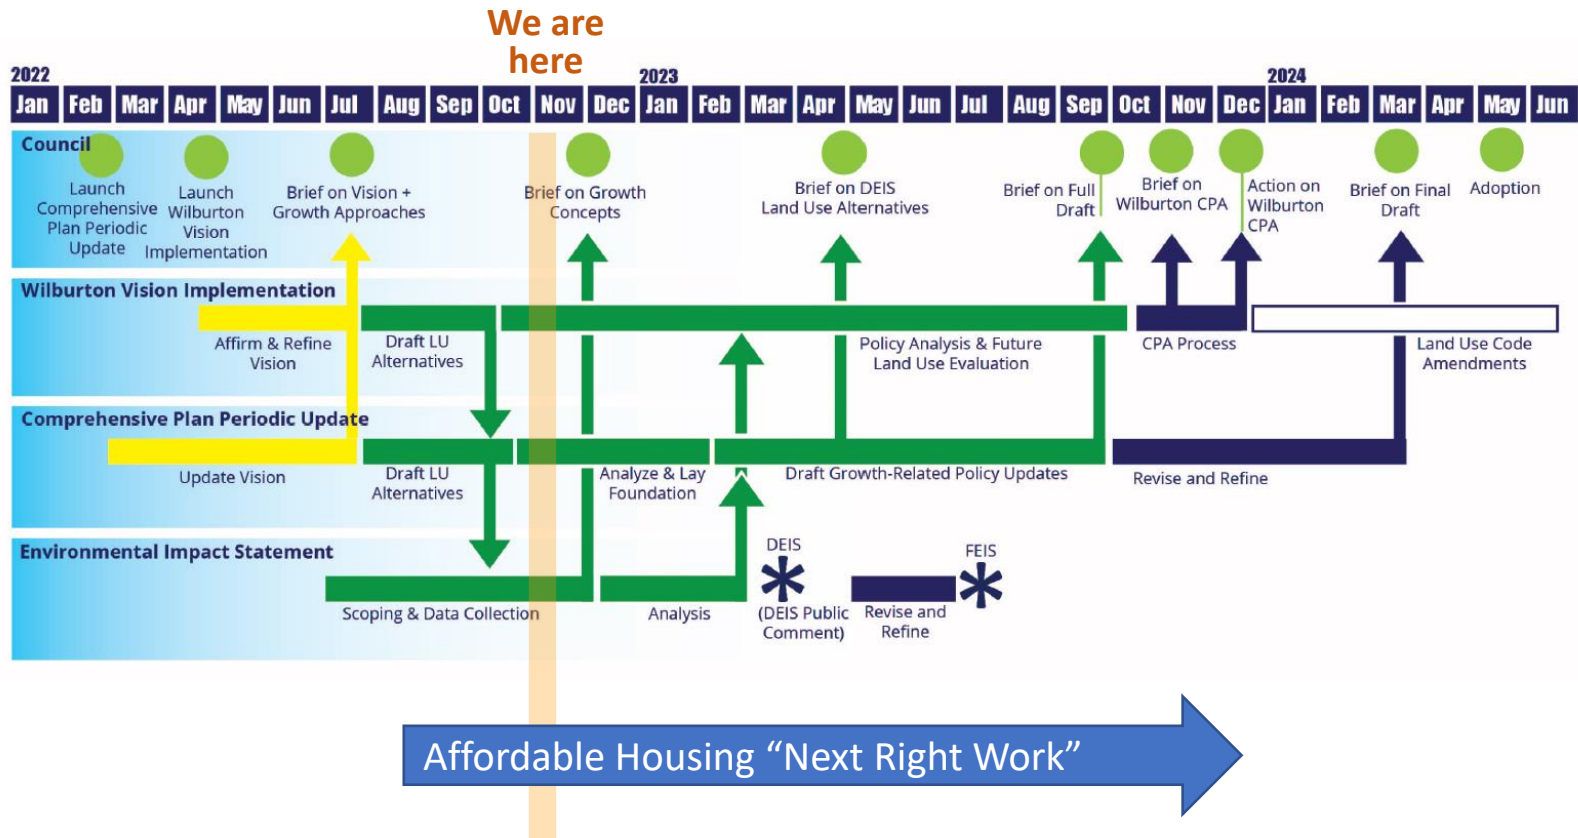 We are
here
2022
2023
2024
Jan Feb Mar Apr May Jun Jul Aug Sep Oct Nov Dec Jan Feb Mar Apr May Jun Jul Aug Sep Oct Nov Dec Jan Feb Mar Apr May Jun
Council
Launch
Comprehensive
Plan Periodic
Update
Launch
Wilburton
Vision
Implementation
Brief on Vision +
Growth Approaches
Brief on Growth
Concepts
Brief on DEIS
Land Use Alternatives
Brief on Full
Draft
Brief on
Wilburton CPA
Action on
Wilburton
CPA
Brief on Final
Draft
Adoption
Wilburton Vision Implementation
Affirm & Refine
Vision
Draft LU
Alternatives
Policy Analysis & Future
Land Use Evaluation
CPA Process
Land Use Code
Amendments
Comprehensive Plan Periodic Update
Update Vision
Draft LU
Alternatives
Analyze & Lay
Foundation
Draft Growth-Related Policy Updates
Revise and Refine
Environmental Impact Statement
Scoping & Data Collection
Analysis
DEIS
(DEIS Public
Comment)
Revise and
Refine
FEIS
Affordable Housing “Next Right Work”